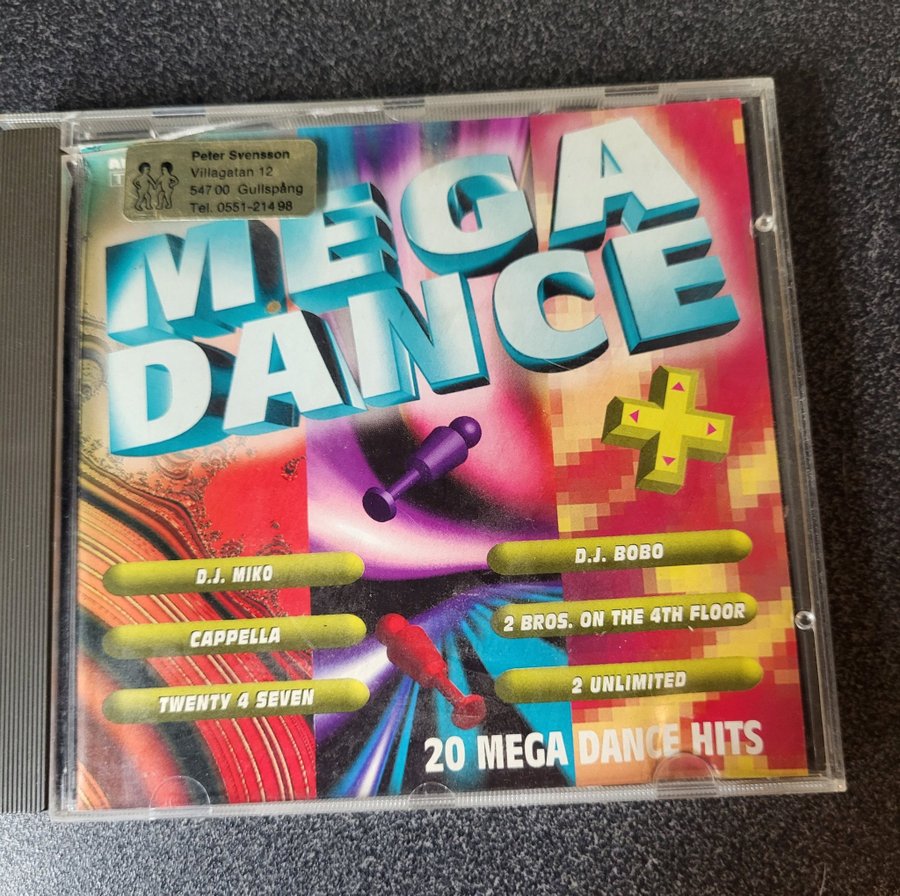 Peter Svensson
Villagatan 12
547 00 Gullspång
Tel. 0551-214 98
MEGA
DANCE
D.J. MIKO
CAPPELLA
TWENTY 4 SEVEN
D.J. BOBO
2 BROS. ON THE 4TH FLOOR
2 UNLIMITED
20 MEGA DANCE HITS